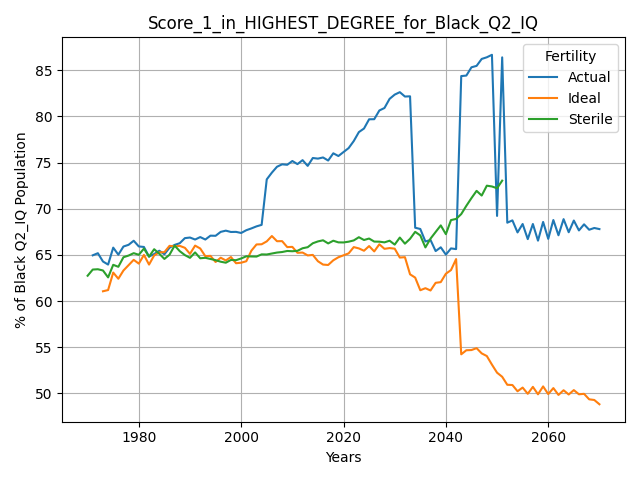 Score_1_in_HIGHEST_DEGREE_for_Black_Q2_IQ
% of Black Q2_IQ Population
85
80
75
70
65
60
55
50
Fertility
Actual
Ideal
Sterile
1980 2000 2020 2040 2060
Years